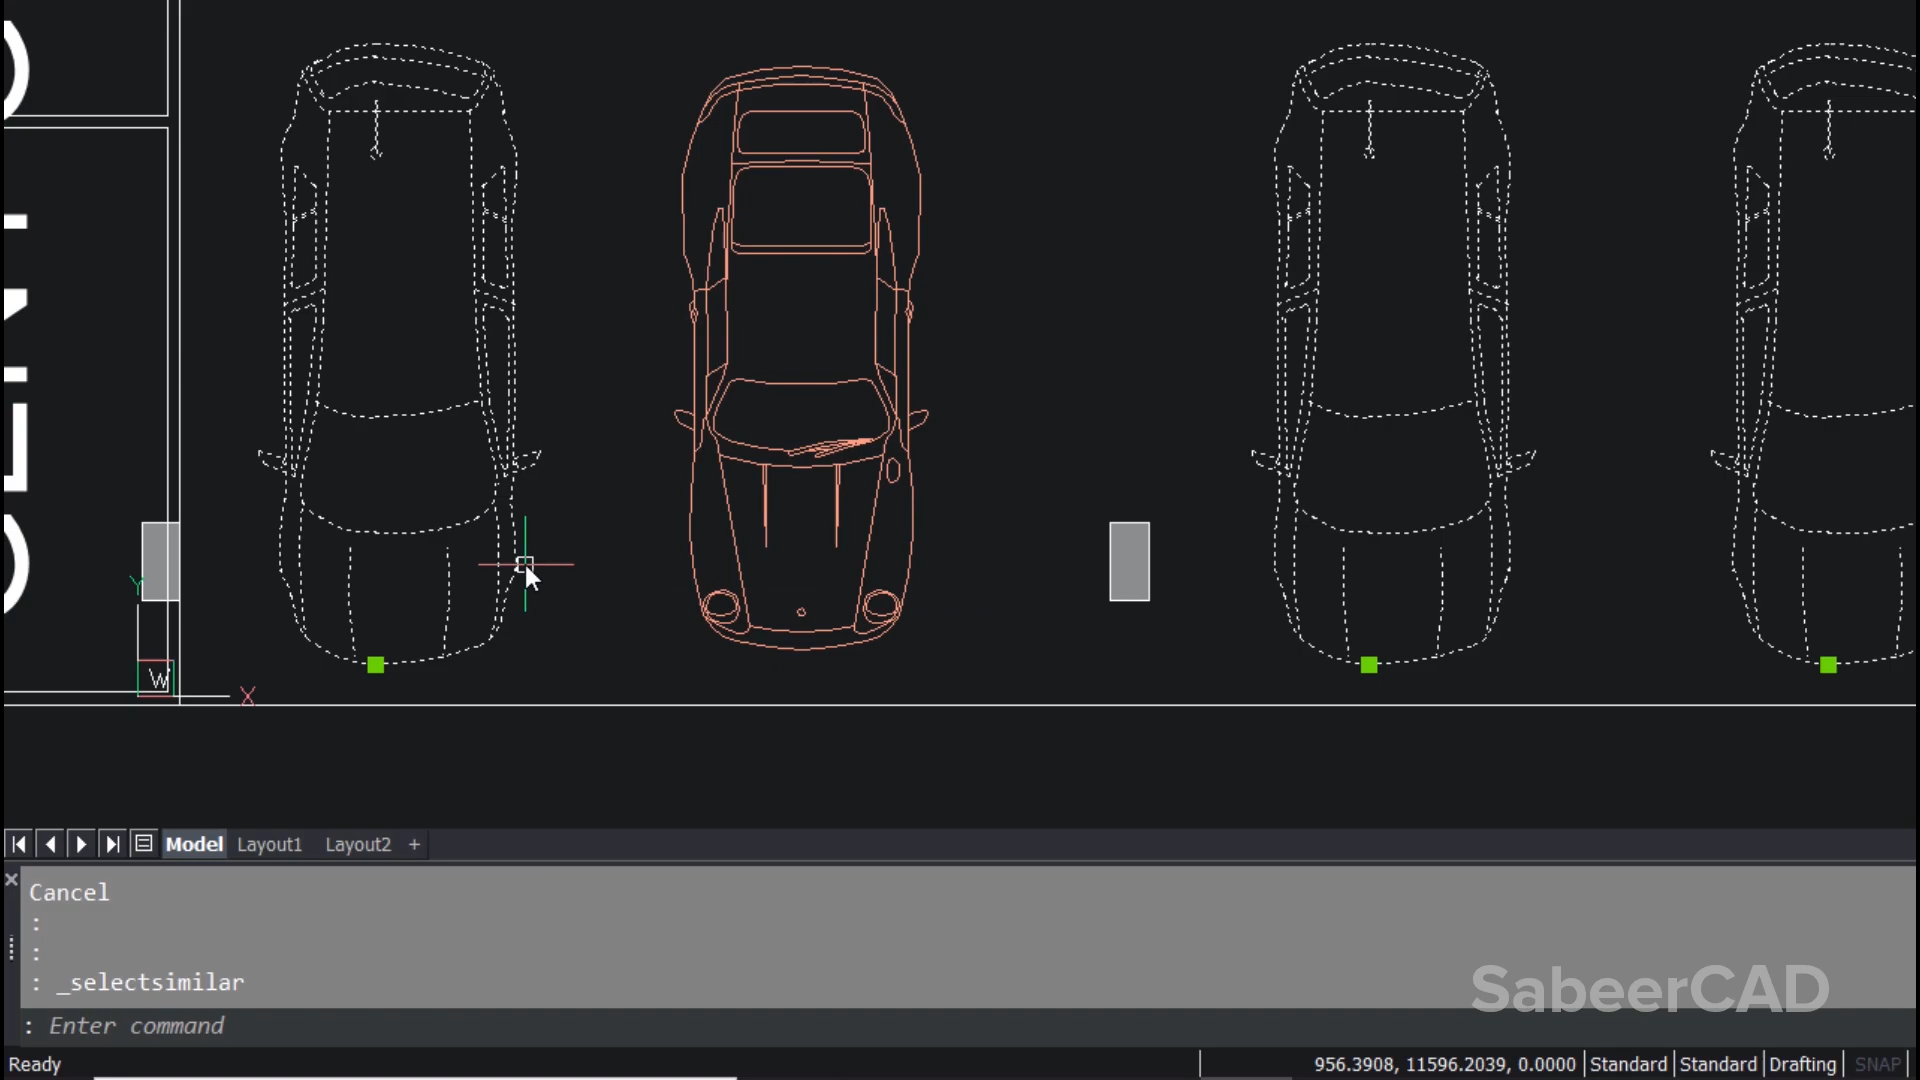 Y
W
X
Model Layout1 Layout2 +
Cancel
:
:
: _selectsimilar
SabeerCAD
: Enter command
Ready
956.3908, 11596.2039, 0.0000 Standard Standard Drafting SNAP